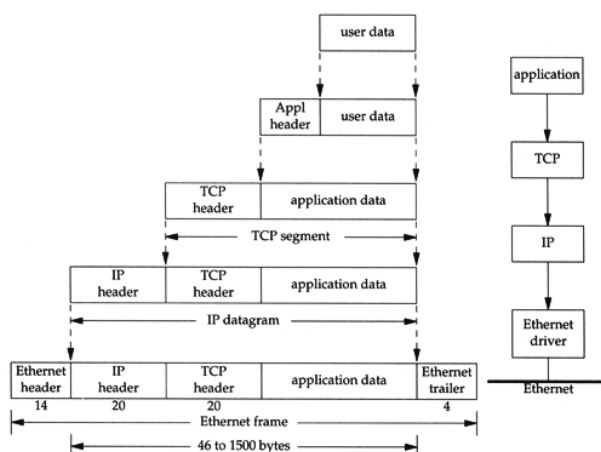 user data
application
Appl
header
user data
TCP
TCP
header
application data
TCP segment
IP
IP
header
TCP
header
application data
IP datagram
Ethernet
driver
Ethernet
header
IP
header
TCP
header
application data
Ethernet
trailer
Ethernet
14
20
20
4
Ethernet frame
46 to 1500 bytes